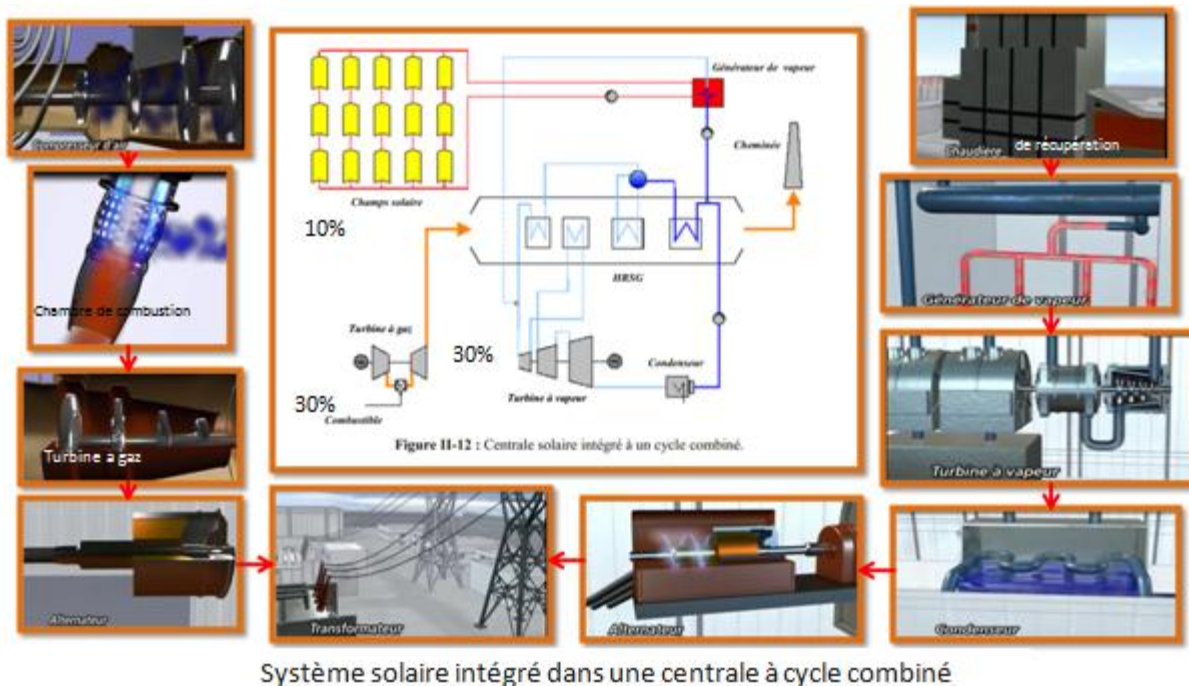 Compresseur d'air
Chambre de combustion
Turbine a gaz
Alternateur
Générateur de vapeur
Cheminée
Champs solaire
10%
HRSG
Turbine à gaz
30%
Condenseur
30%
Turbine à vapeur
Combustible
Figure II-12 : Centrale solaire intégré à un cycle combiné.
Transformateur
Alternateur
Chaudière de récupération
Générateur de vapeur
Turbine à vapeur
Condenseur
Système solaire intégré dans une centrale à cycle combiné